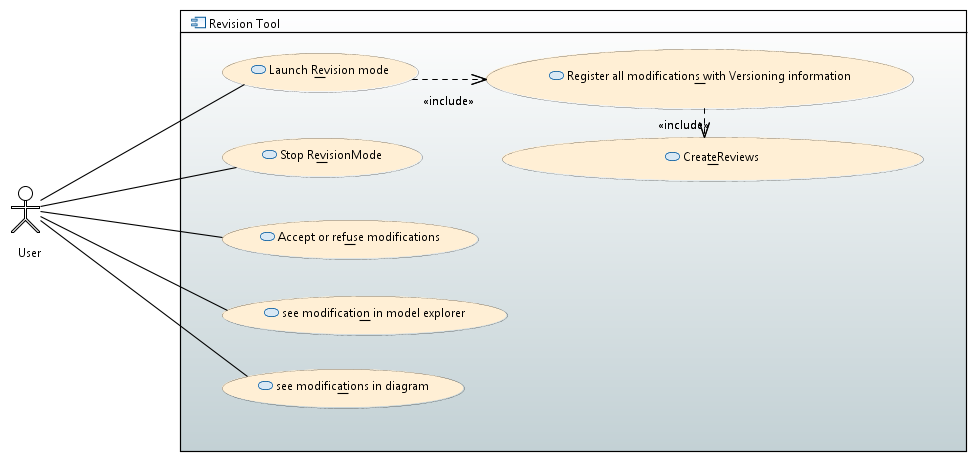 Revision Tool
Launch Revision mode
Register all modifications with Versioning information
«include»
«include»
Stop RevisionMode
CreateReviews
Accept or refuse modifications
User
see modification in model explorer
see modifications in diagram